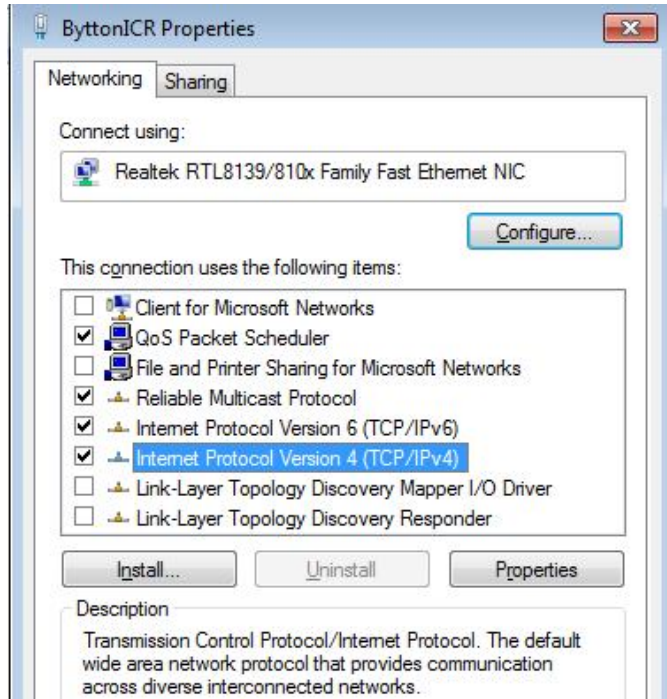 ByttonICR Properties
Networking
Sharing
Connect using:
Realtek RTL8139/810x Family Fast Ethernet NIC
Configure...
This connection uses the following items:
Client for Microsoft Networks
QoS Packet Scheduler
File and Printer Sharing for Microsoft Networks
Reliable Multicast Protocol
Internet Protocol Version 6 (TCP/IPv6)
Internet Protocol Version 4 (TCP/IPv4)
Link-Layer Topology Discovery Mapper I/O Driver
Link-Layer Topology Discovery Responder
Install...
Uninstall
Properties
Description
Transmission Control Protocol/Internet Protocol. The default
wide area network protocol that provides communication
across diverse interconnected networks.